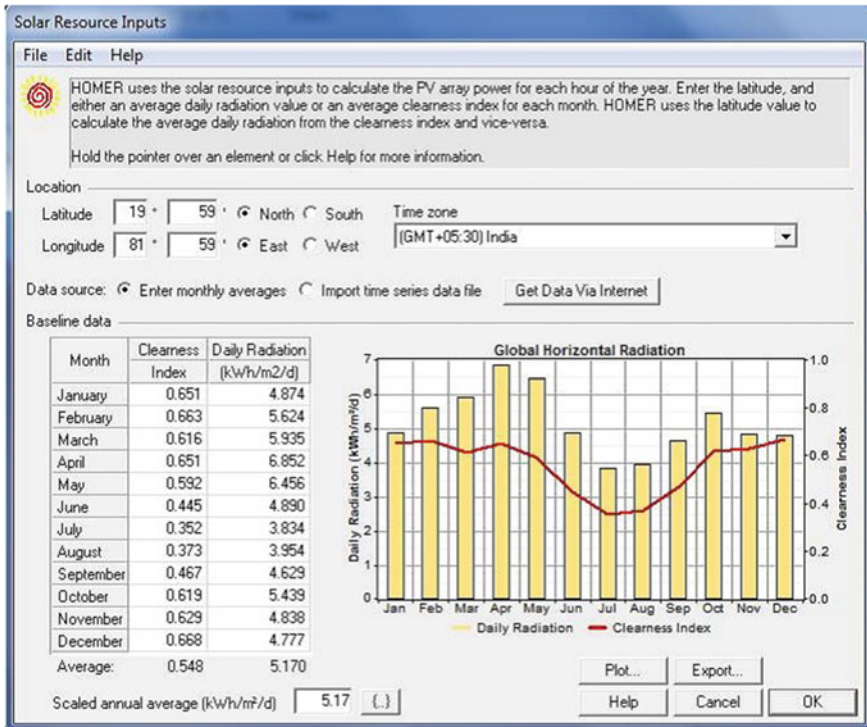 Solar Resource Inputs
File Edit Help
HOMER uses the solar resource inputs to calculate the PV array power for each hour of the year. Enter the latitude, and
either an average daily radiation value or an average clearness index for each month. HOMER uses the latitude value to
calculate the average daily radiation from the clearness index and vice-versa.
Hold the pointer over an element or click Help for more information.
Location
Latitude 19 ° 59 ' North South Time zone
Longitude 81 ° 59 ' East West (GMT+05:30) India
Data source: Enter monthly averages Import time series data file Get Data Via Internet
Baseline data
Month Clearness Index Daily Radiation (kWh/m2/d)
January 0.651 4.874
February 0.663 5.624
March 0.616 5.935
April 0.651 6.852
May 0.592 6.456
June 0.445 4.890
July 0.352 3.834
August 0.373 3.954
September 0.467 4.629
October 0.619 5.439
November 0.629 4.838
December 0.668 4.777
Average: 0.548 5.170
Scaled annual average (kWh/m²/d) 5.17 {..}
Global Horizontal Radiation
Daily Radiation (kWh/m²/d)
7
6
5
4
3
2
1
0
Jan Feb Mar Apr May Jun Jul Aug Sep Oct Nov Dec
1.0
0.8
0.6
0.4
0.2
0.0
Clearness Index
Daily Radiation Clearness Index
Plot... Export...
Help Cancel OK